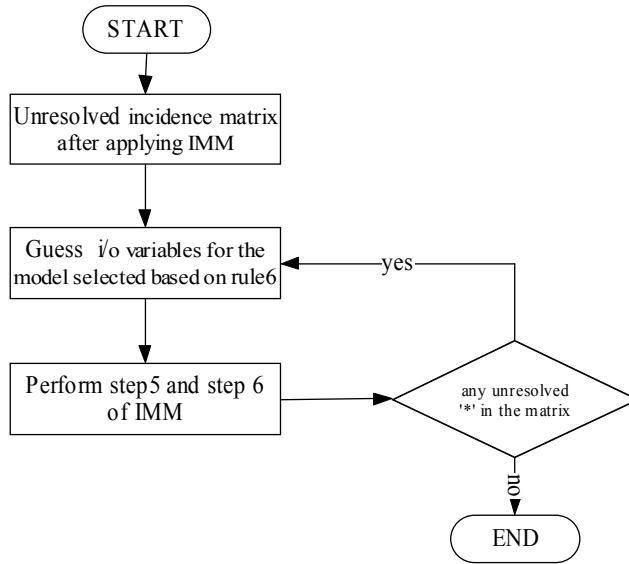 START
Unresolved incidence matrix
after applying IMM
Guess i/o variables for the
model selected based on rule6
yes
Perform step5 and step 6
of IMM
any unresolved
'*' in the matrix
no
END